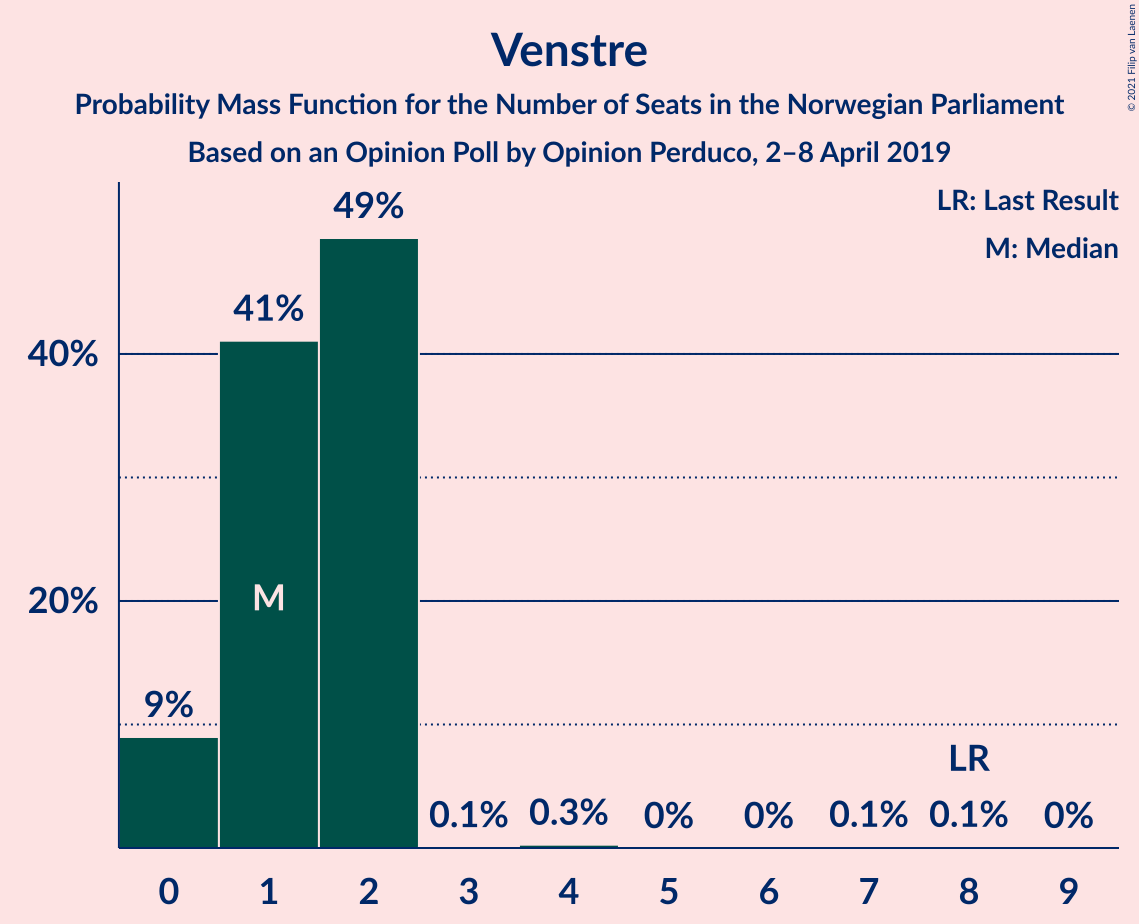 Venstre
Probability Mass Function for the Number of Seats in the Norwegian Parliament
Based on an Opinion Poll by Opinion Perduco, 2–8 April 2019
© 2021 Filip van Laenen
LR: Last Result
M: Median
49%
41%
40%
M
20%
9%
LR
0.1%
0.3%
0%
0%
0.1%
0.1%
0%
0 1 2 3 4 5 6 7 8 9